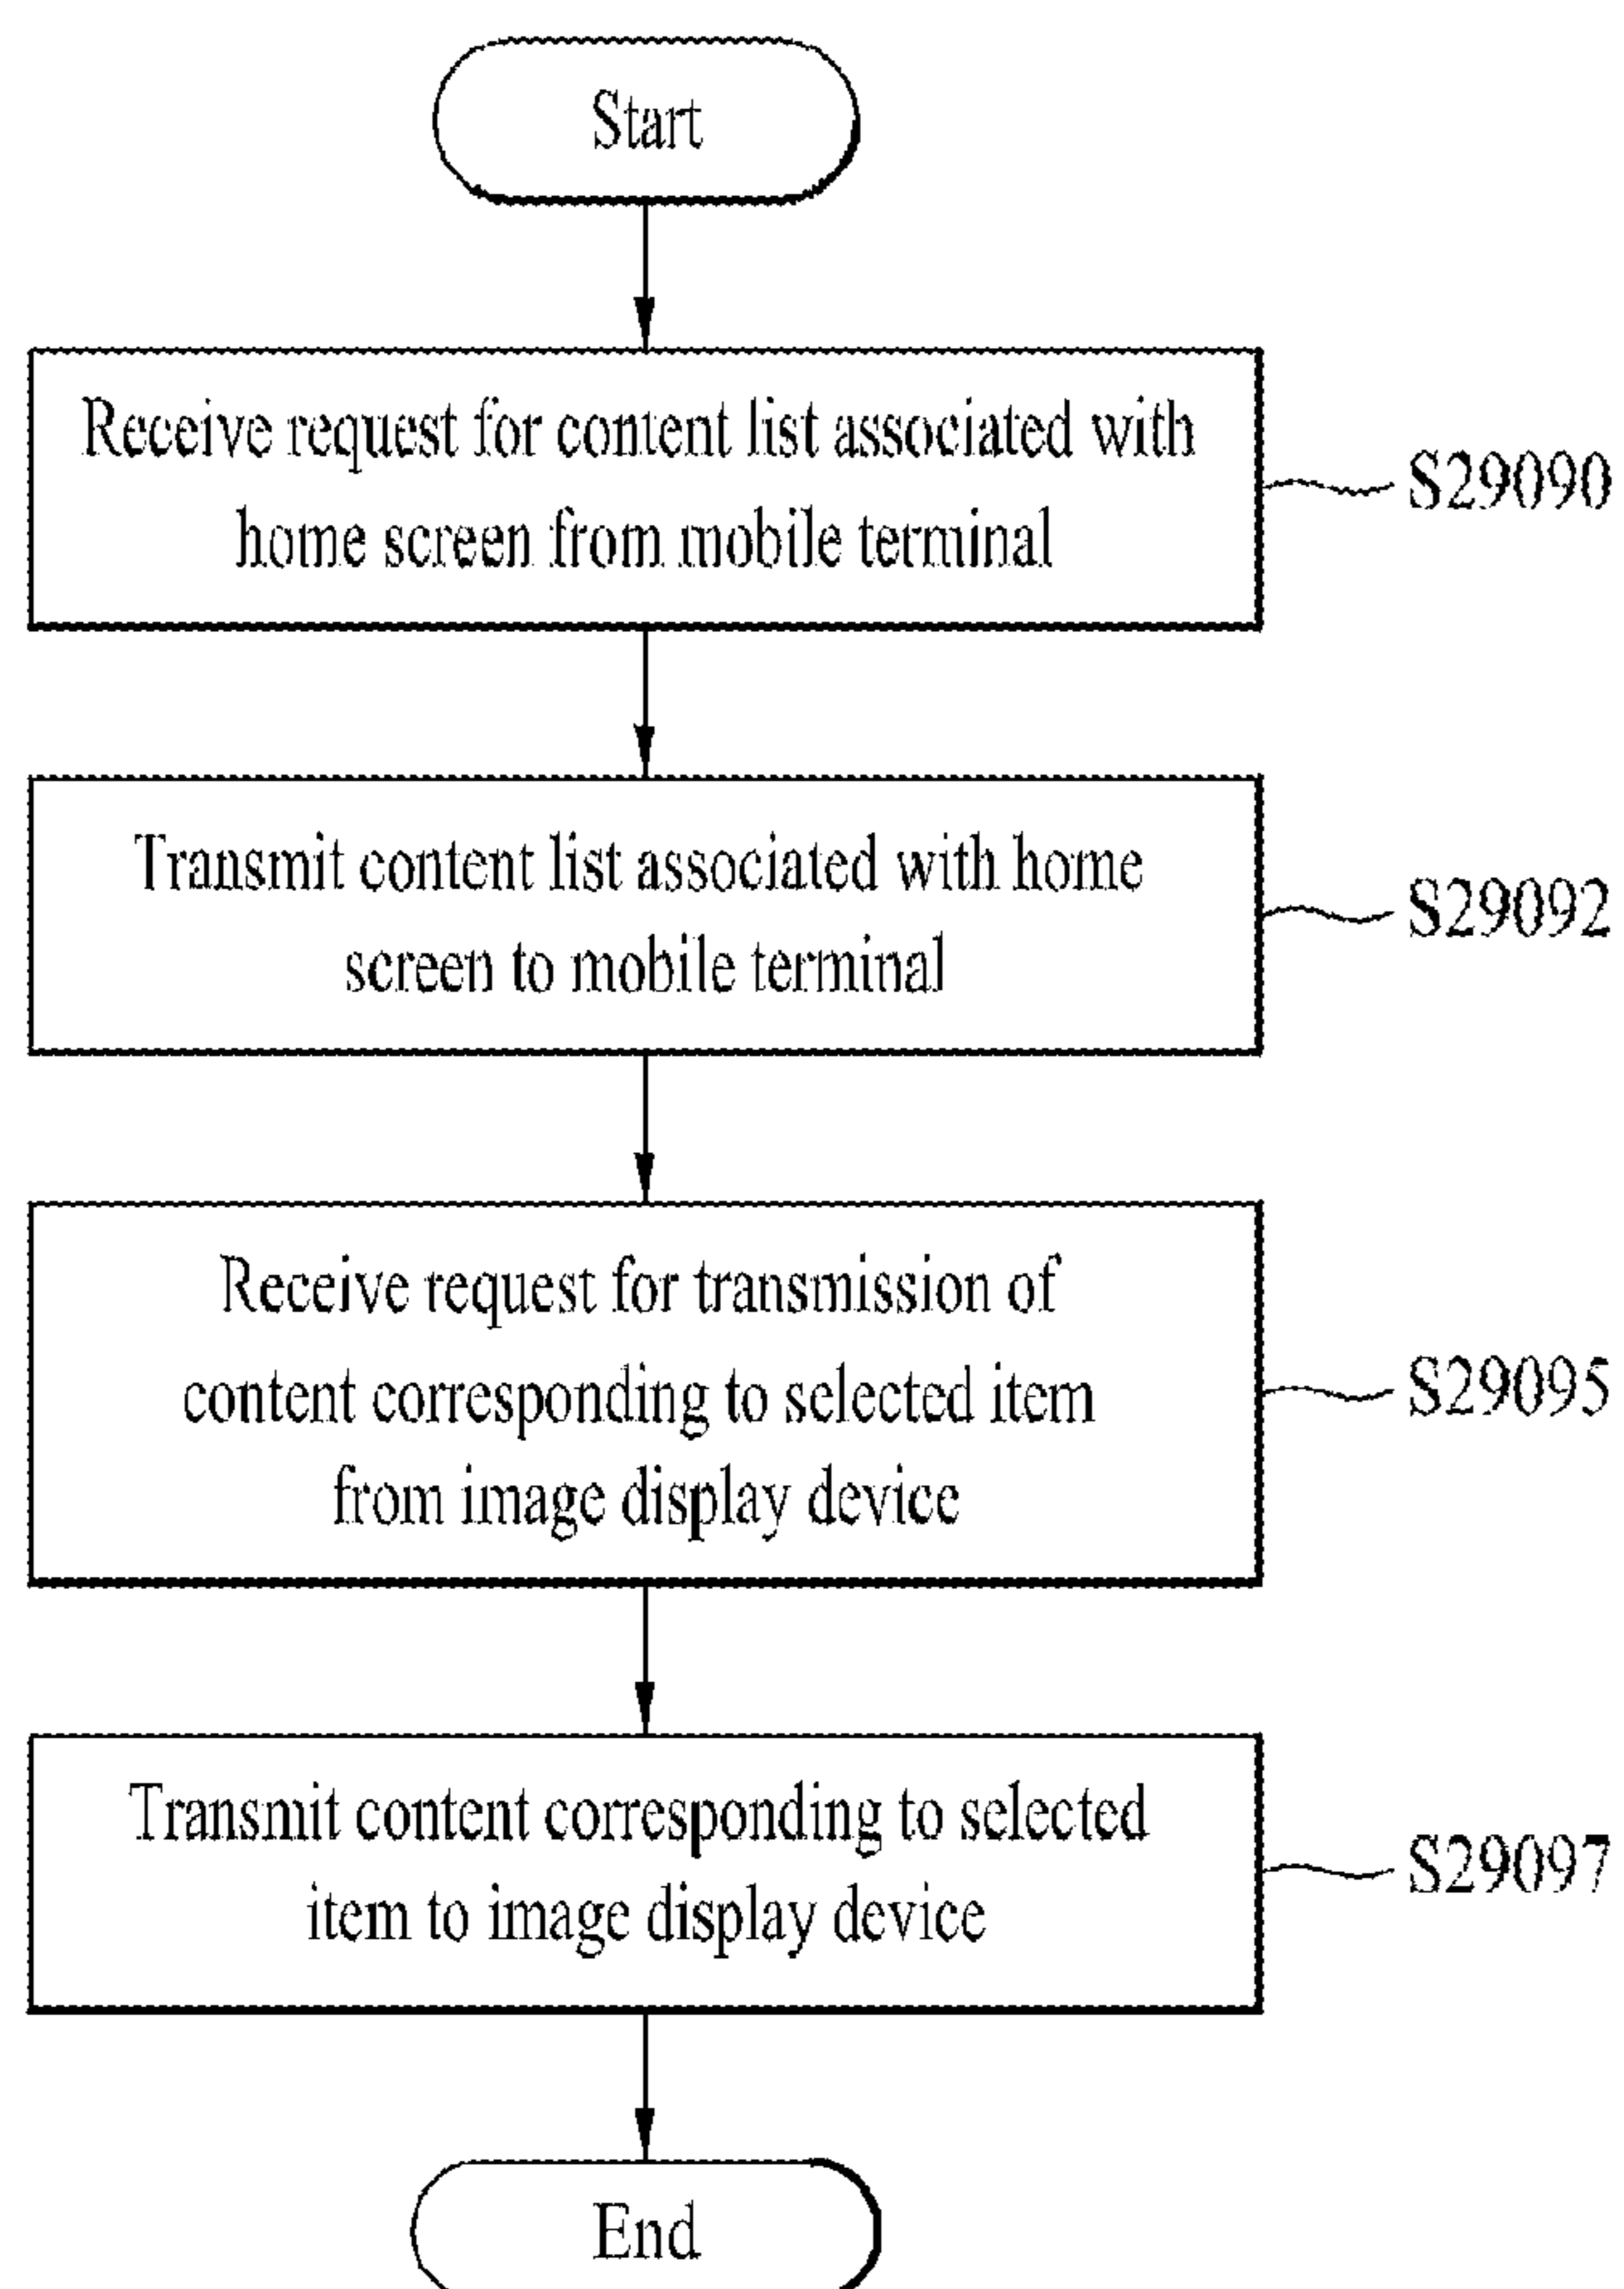 Start
Receive request for content list associated with
home screen from mobile terminal
S29090
Transmit content list associated with home
screen to mobile terminal
S29092
Receive request for transmission of
content corresponding to selected item
from image display device
S29095
Transmit content corresponding to selected
item to image display device
S29097
End